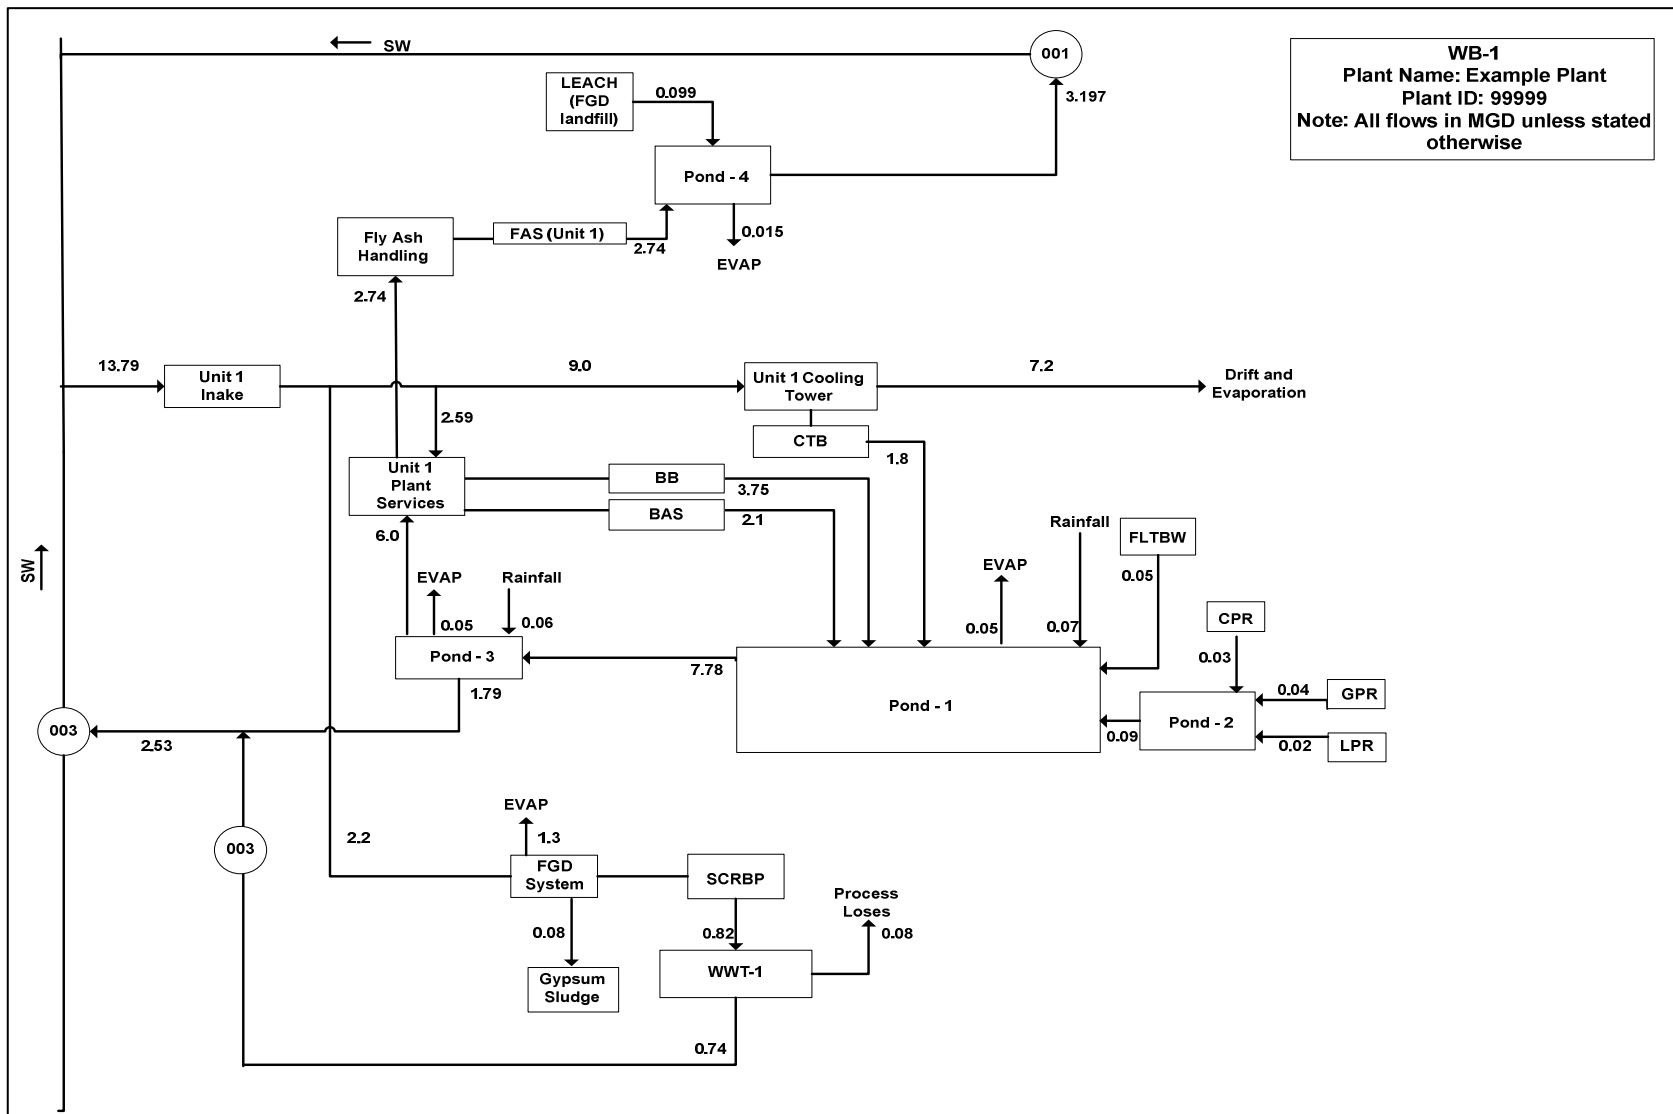 SW
001
WB-1
Plant Name: Example Plant
Plant ID: 99999
Note: All flows in MGD unless stated
otherwise
LEACH
(FGD
landfill)
0.099
3.197
Pond - 4
Fly Ash
Handling
FAS (Unit 1)
2.74
0.015
EVAP
2.74
13.79
Unit 1
Inake
9.0
Unit 1 Cooling
Tower
7.2
Drift and
Evaporation
2.59
CTB
1.8
Unit 1
Plant
Services
BB
3.75
BAS
2.1
6.0
Rainfall
FLTBW
SW
EVAP
Rainfall
EVAP
0.05
0.05
0.06
0.05
0.07
CPR
0.03
Pond - 3
7.78
1.79
Pond - 1
0.04
GPR
Pond - 2
0.09
0.02
LPR
003
2.53
EVAP
1.3
2.2
003
FGD
System
SCRBP
Process
Loses
0.08
0.08
0.82
WWT-1
Gypsum
Sludge
0.74